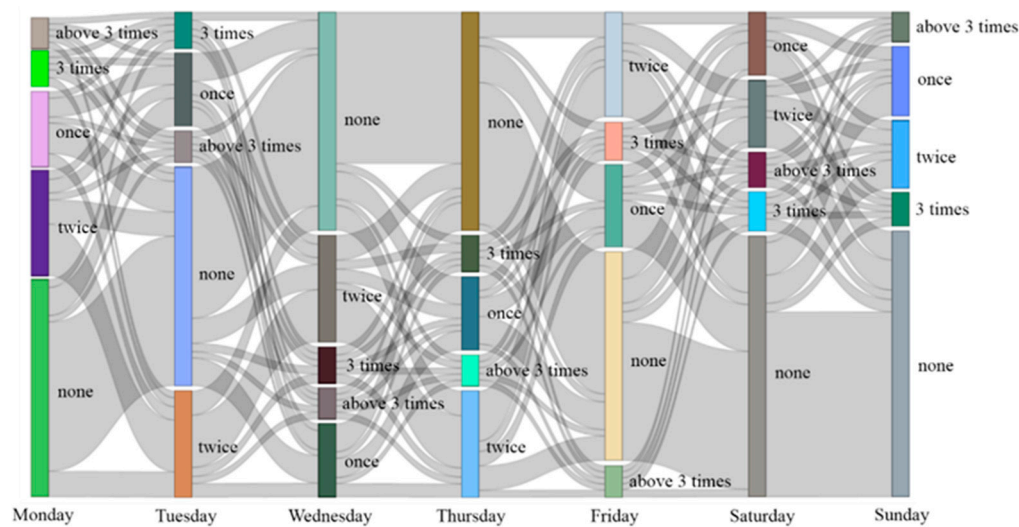 above 3 times
3 times
once
twice
none
3 times
once
above 3 times
none
twice
none
twice
3 times
above 3 times
once
none
3 times
once
above 3 times
twice
twice
3 times
once
none
above 3 times
once
twice
above 3 times
3 times
none
above 3 times
once
twice
3 times
none
Monday Tuesday Wednesday Thursday Friday Saturday Sunday